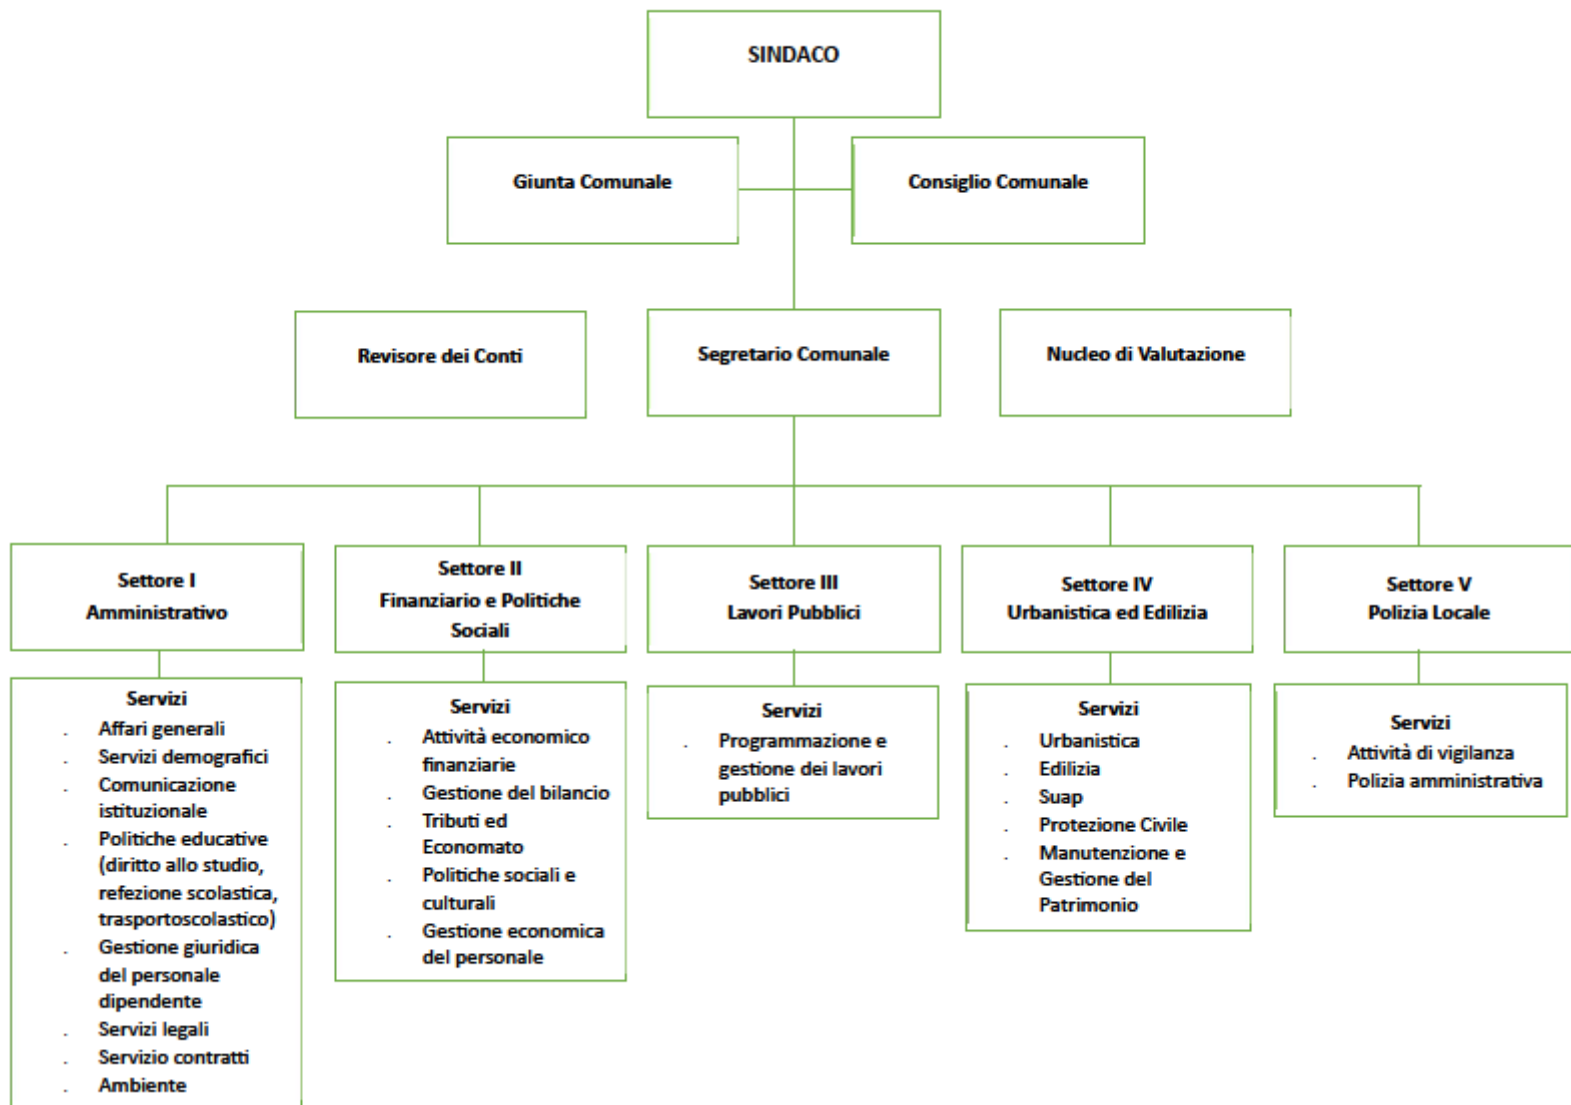 SINDACO
Giunta Comunale
Consiglio Comunale
Revisore dei Conti
Segretario Comunale
Nucleo di Valutazione
Settore I
Amministrativo
Settore II
Finanziario e Politiche
Sociali
Settore III
Lavori Pubblici
Settore IV
Urbanistica ed Edilizia
Settore V
Polizia Locale
Servizi
. Affari generali
. Servizi demografici
. Comunicazione
istituzionale
. Politiche educative
(diritto allo studio,
refezione scolastica,
trasportoscolastico)
. Gestione giuridica
del personale
dipendente
. Servizi legali
. Servizio contratti
. Ambiente
Servizi
. Attività economico
finanziarie
. Gestione del bilancio
. Tributi ed
Economato
. Politiche sociali e
culturali
. Gestione economica
del personale
Servizi
. Programmazione e
gestione dei lavori
pubblici
Servizi
. Urbanistica
. Edilizia
. Suap
. Protezione Civile
. Manutenzione e
Gestione del
Patrimonio
Servizi
. Attività di vigilanza
. Polizia amministrativa